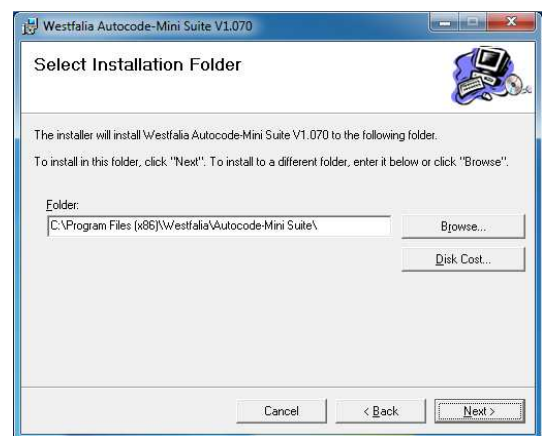 Westfalia Autocode-Mini Suite V1.070
Select Installation Folder
The installer will install Westfalia Autocode-Mini Suite V1.070 to the following folder.
To install in this folder, click "Next". To install to a different folder, enter it below or click "Browse".
Folder:
C:\Program Files (x86)\Westfalia\Autocode-Mini Suite\
Browse...
Disk Cost...
Cancel
< Back
Next >